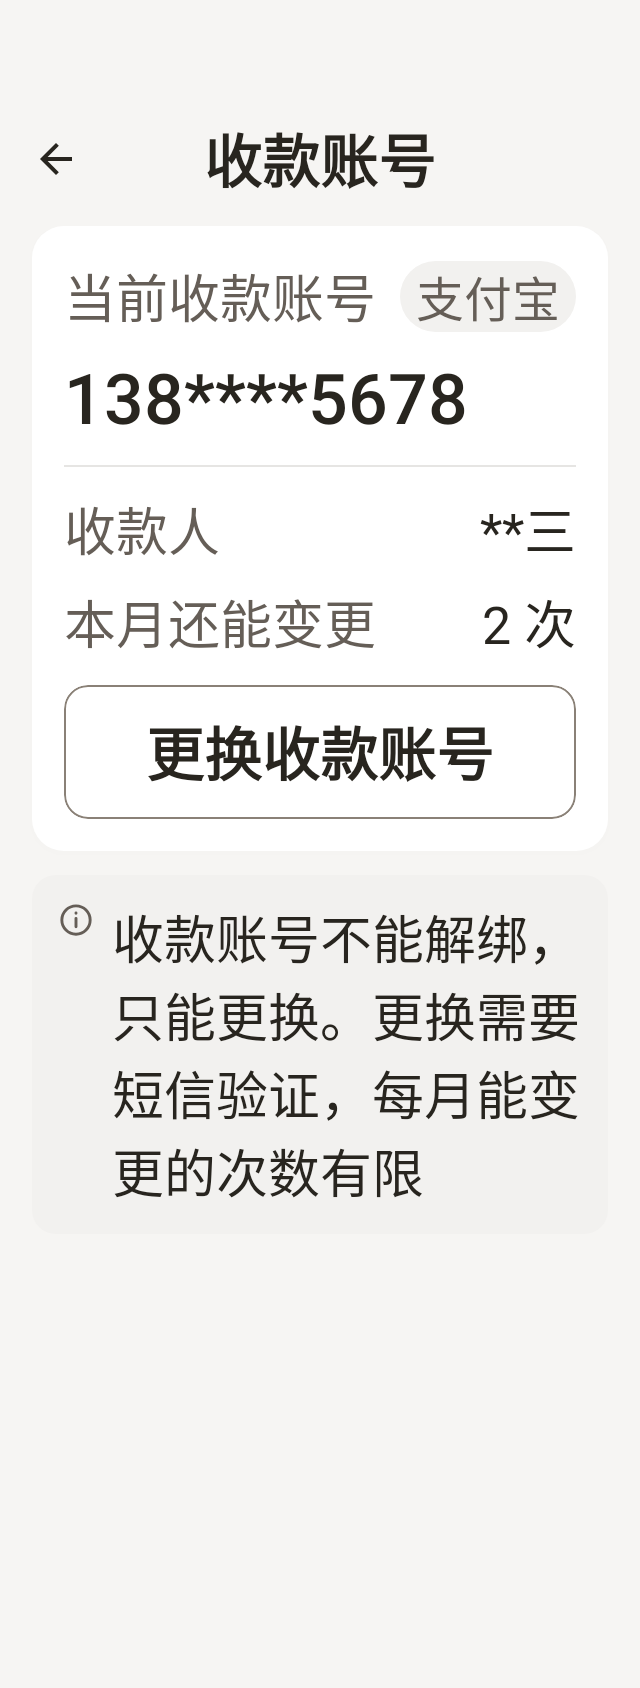 收款账号
当前收款账号 支付宝
138****5678
收款人 **三
本月还能变更 2 次
更换收款账号
收款账号不能解绑，
只能更换。更换需要
短信验证，每月能变
更的次数有限